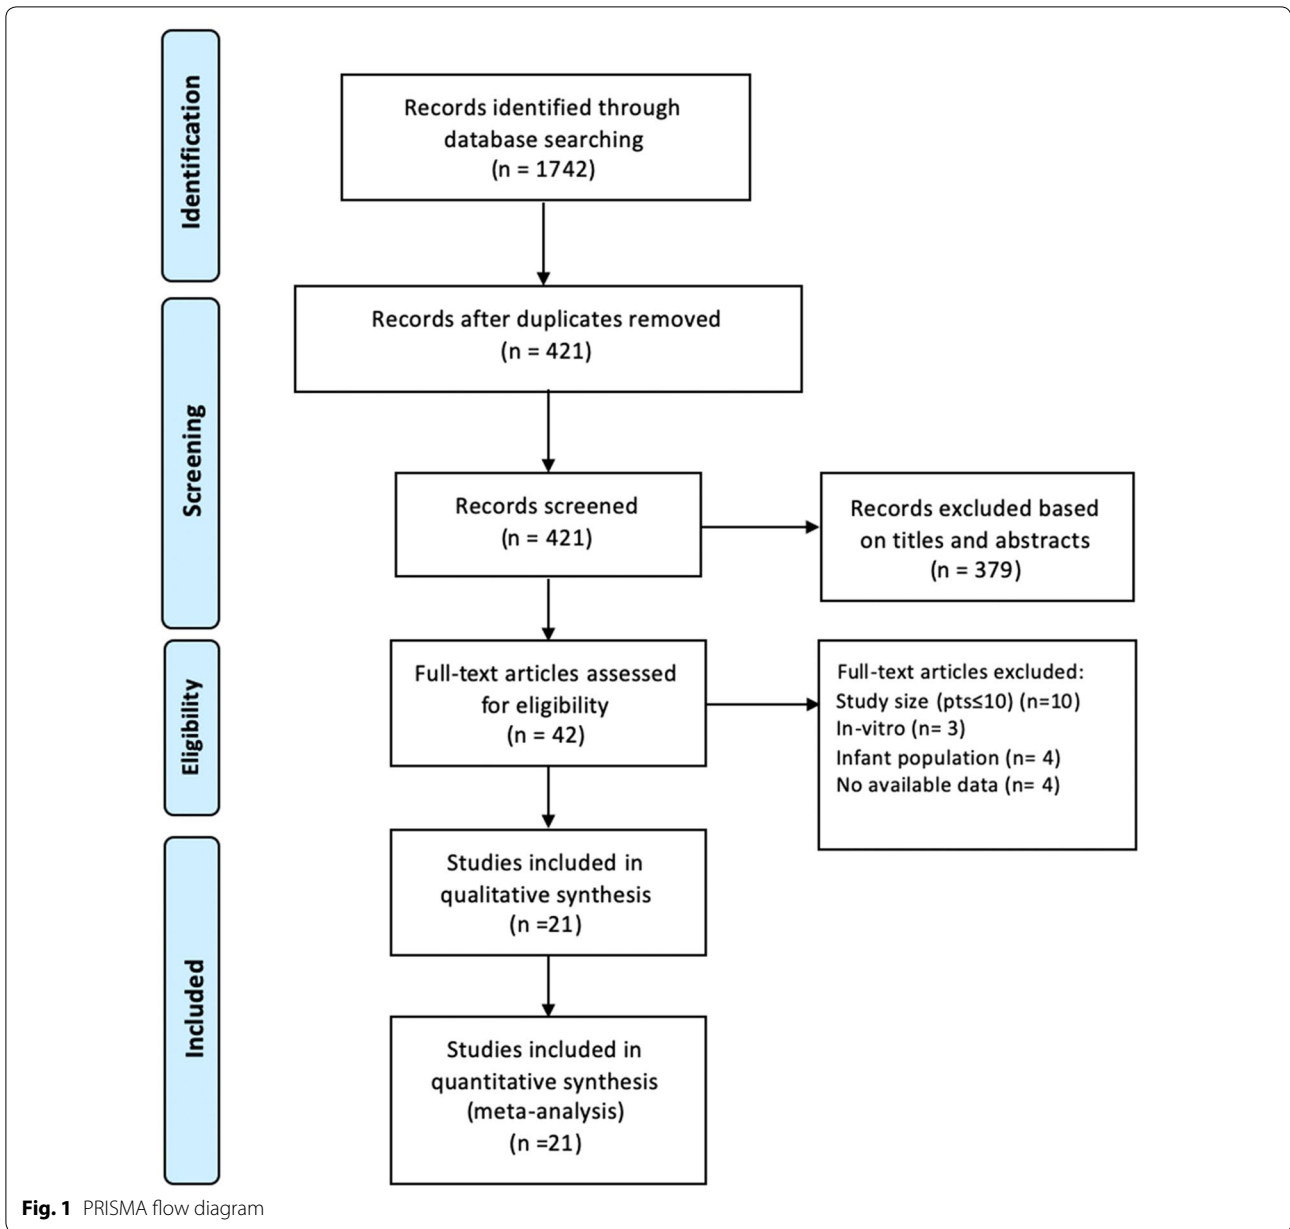 Identification
Records identified through
database searching
(n = 1742)
Screening
Records after duplicates removed
(n = 421)
Records screened
(n = 421)
Records excluded based
on titles and abstracts
(n = 379)
Eligibility
Full-text articles assessed
for eligibility
(n = 42)
Full-text articles excluded:
Study size (pts≤10) (n=10)
In-vitro (n= 3)
Infant population (n= 4)
No available data (n= 4)
Included
Studies included in
qualitative synthesis
(n =21)
Studies included in
quantitative synthesis
(meta-analysis)
(n =21)
Fig. 1 PRISMA flow diagram